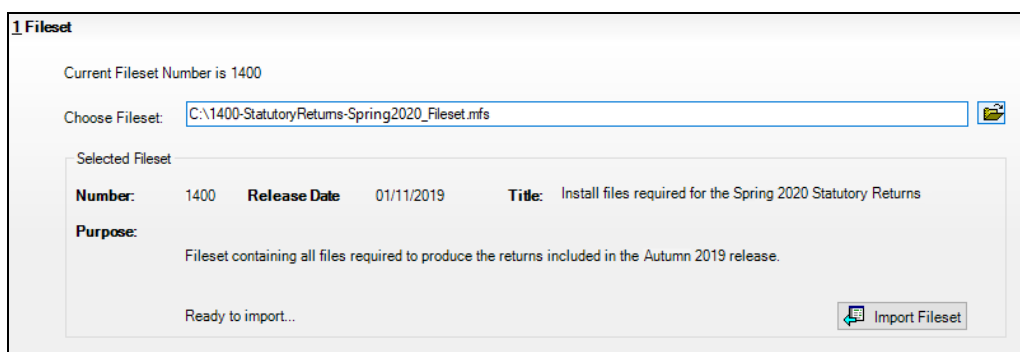 1 Fileset
Current Fileset Number is 1400
Choose Fileset: C:\1400-StatutoryReturns-Spring2020_Fileset.mfs
Selected Fileset
Number: 1400 Release Date 01/11/2019 Title: Install files required for the Spring 2020 Statutory Returns
Purpose:
Fileset containing all files required to produce the returns included in the Autumn 2019 release.
Ready to import... Import Fileset